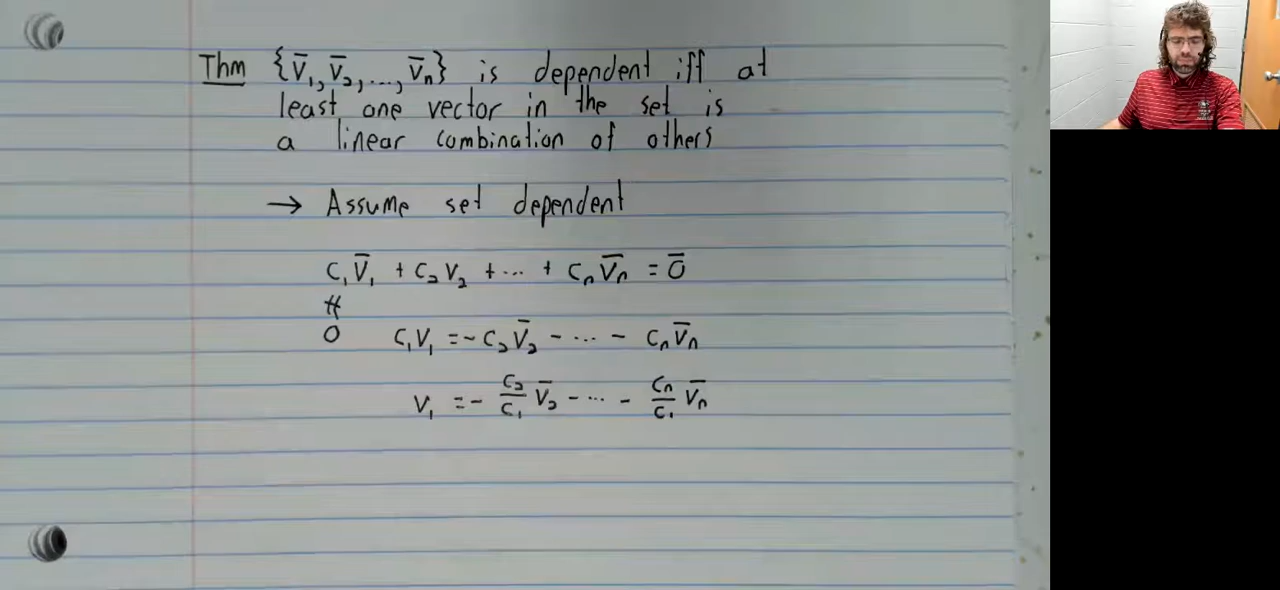 Thm {v̄₁, v̄₂, ..., v̄ₙ} is dependent iff at
least one vector in the set is
a linear combination of others
→ Assume set dependent
c₁v̄₁ + c₂v₂ + ... + cₙv̄ₙ = 0̄
≠
0 c₁v₁ = -c₂v̄₂ - ... - cₙv̄ₙ
v₁ = - c₂/c₁ v̄₂ - ... - cₙ/c₁ v̄ₙ